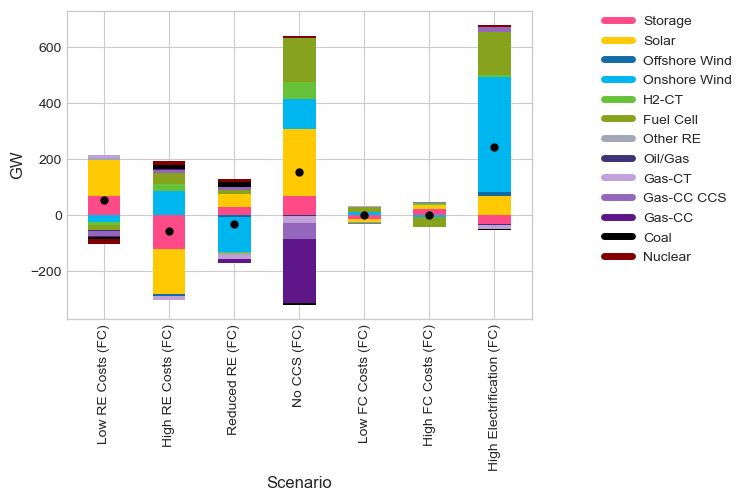 600
400
200
0
−200
GW
Low RE Costs (FC)
High RE Costs (FC)
Reduced RE (FC)
No CCS (FC)
Low FC Costs (FC)
High FC Costs (FC)
High Electrification (FC)
Scenario
Storage
Solar
Offshore Wind
Onshore Wind
H2-CT
Fuel Cell
Other RE
Oil/Gas
Gas-CT
Gas-CC CCS
Gas-CC
Coal
Nuclear